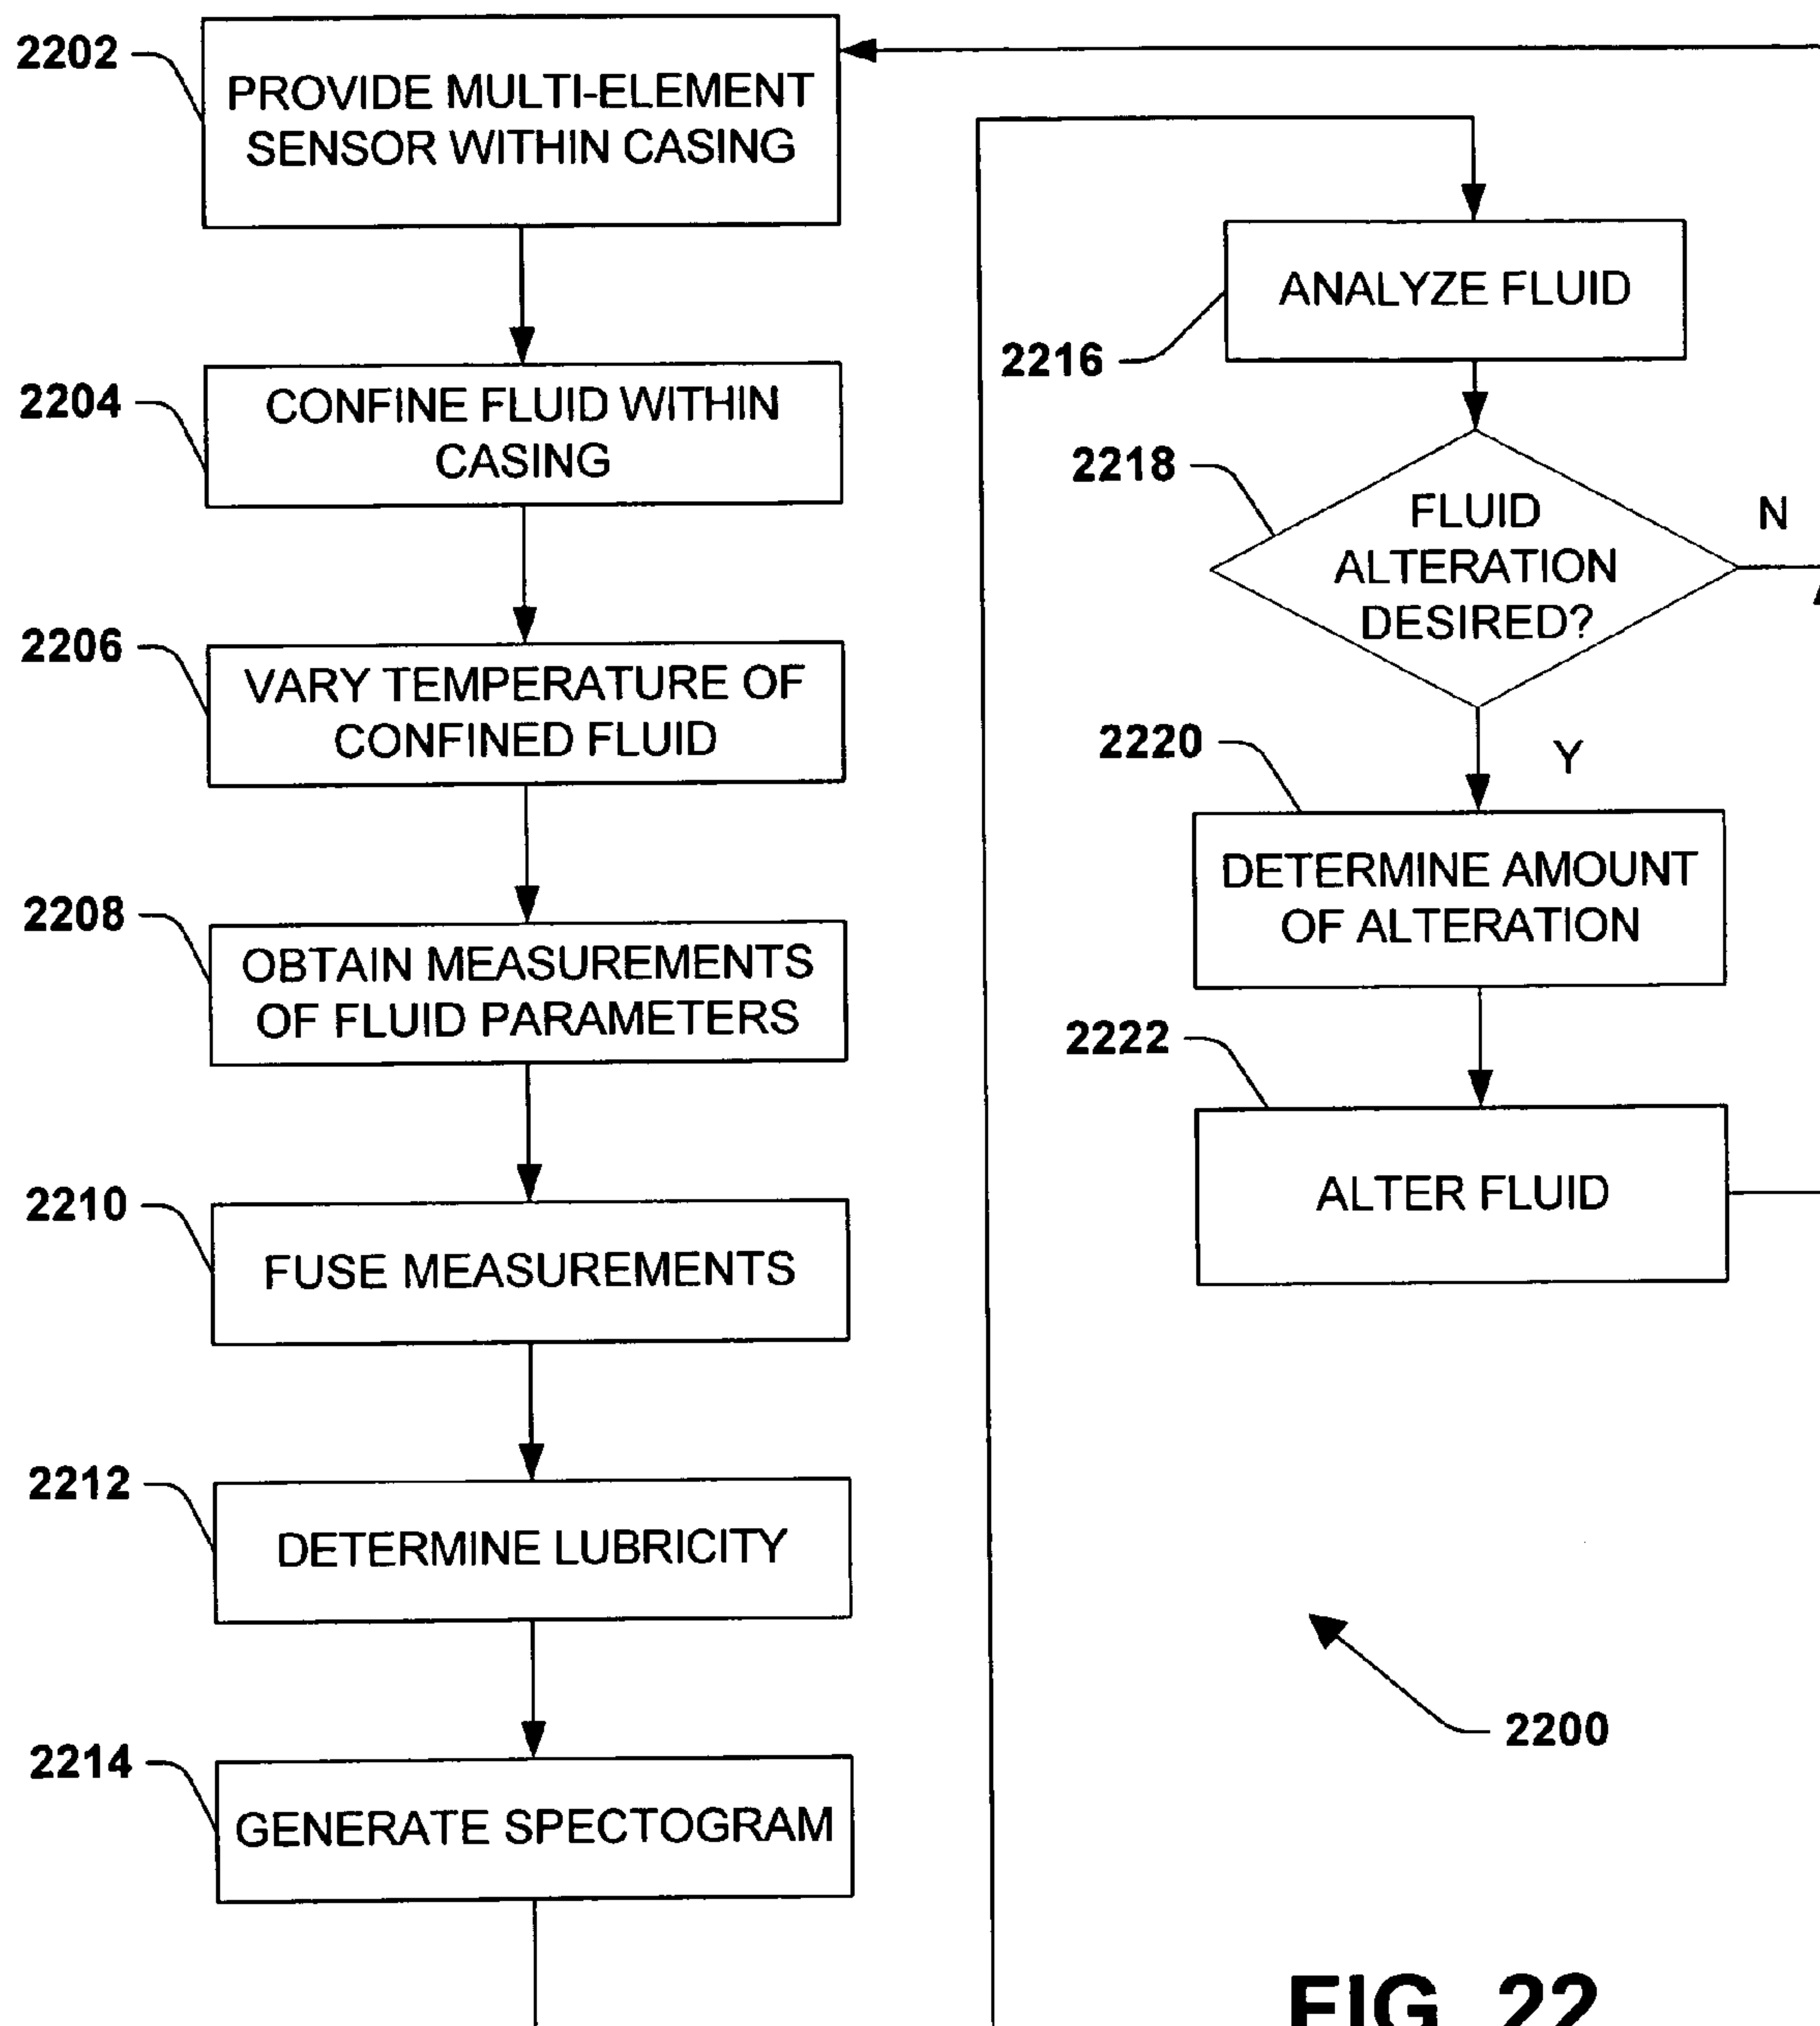 2202
PROVIDE MULTI-ELEMENT
SENSOR WITHIN CASING
2204
CONFINE FLUID WITHIN
CASING
2206
VARY TEMPERATURE OF
CONFINED FLUID
2208
OBTAIN MEASUREMENTS
OF FLUID PARAMETERS
2210
FUSE MEASUREMENTS
2212
DETERMINE LUBRICITY
2214
GENERATE SPECTOGRAM
ANALYZE FLUID
2216
2218
FLUID
ALTERATION
DESIRED?
N
Y
2220
DETERMINE AMOUNT
OF ALTERATION
2222
ALTER FLUID
2200
FIG. 22